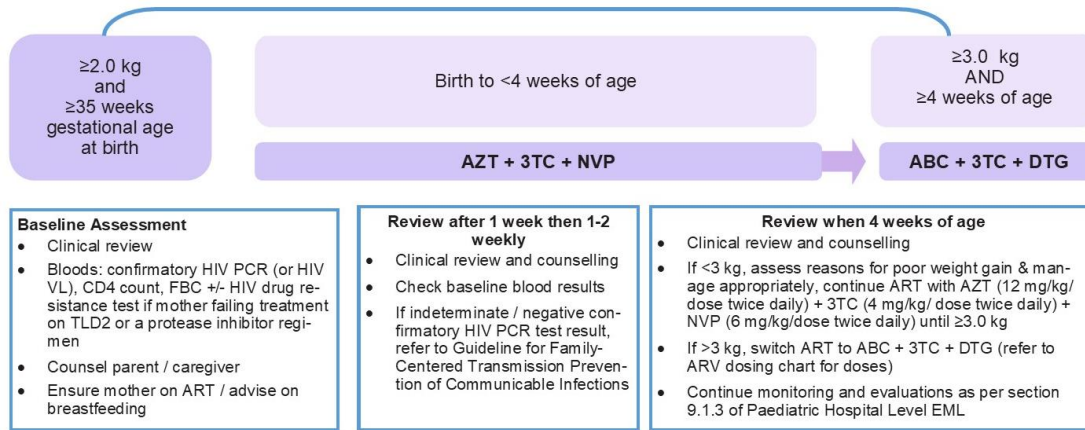 ≥2.0 kg
and
≥35 weeks
gestational age
at birth
Birth to <4 weeks of age
≥3.0 kg
AND
≥4 weeks of age
AZT + 3TC + NVP
ABC + 3TC + DTG
Baseline Assessment
• Clinical review
• Bloods: confirmatory HIV PCR (or HIV
VL), CD4 count, FBC +/- HIV drug re-
sistance test if mother failing treatment
on TLD2 or a protease inhibitor regi-
men
• Counsel parent / caregiver
• Ensure mother on ART / advise on
breastfeeding
Review after 1 week then 1-2
weekly
• Clinical review and counselling
• Check baseline blood results
• If indeterminate / negative con-
firmatory HIV PCR test result,
refer to Guideline for Family-
Centered Transmission Preven-
tion of Communicable Infections
Review when 4 weeks of age
• Clinical review and counselling
• If <3 kg, assess reasons for poor weight gain & man-
age appropriately, continue ART with AZT (12 mg/kg/
dose twice daily) + 3TC (4 mg/kg/ dose twice daily) +
NVP (6 mg/kg/dose twice daily) until ≥3.0 kg
• If >3 kg, switch ART to ABC + 3TC + DTG (refer to
ARV dosing chart for doses)
• Continue monitoring and evaluations as per section
9.1.3 of Paediatric Hospital Level EML